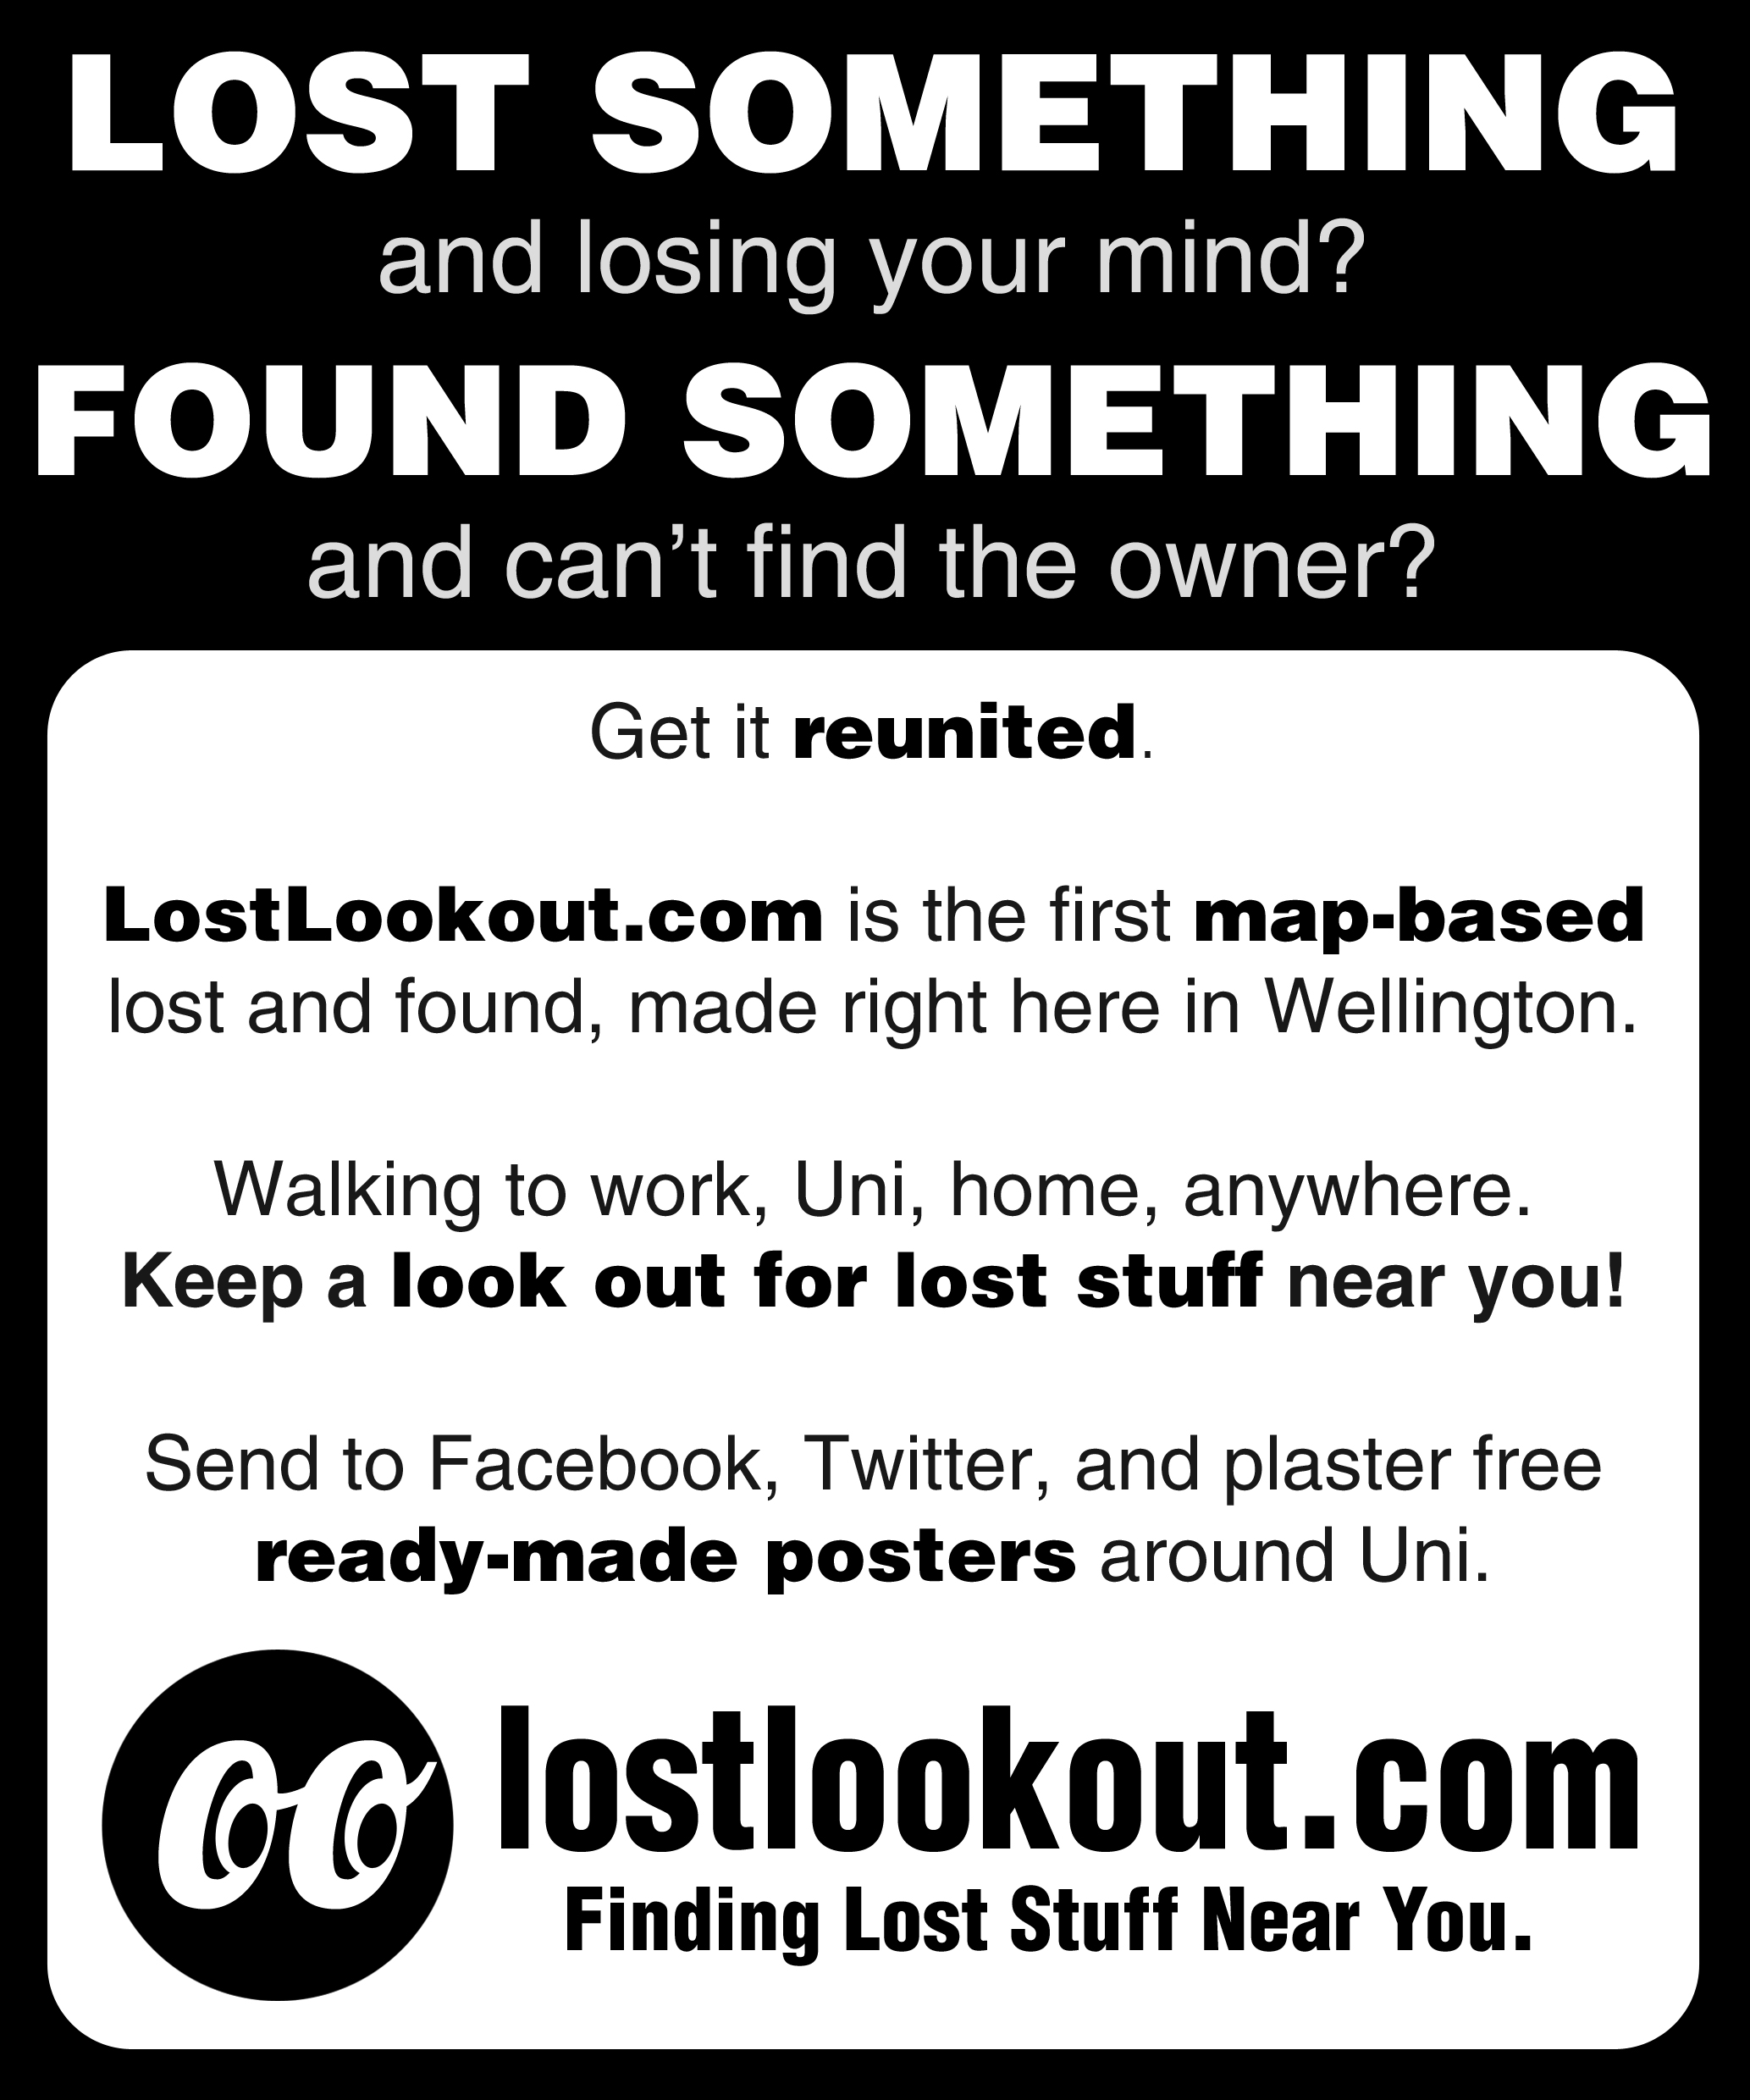 LOST SOMETHING
and losing your mind?
FOUND SOMETHING
and can’t find the owner?
Get it reunited.
LostLookout.com is the first map-based
lost and found, made right here in Wellington.
Walking to work, Uni, home, anywhere.
Keep a look out for lost stuff near you!
Send to Facebook, Twitter, and plaster free
ready-made posters around Uni.
lostlookout.com
Finding Lost Stuff Near You.